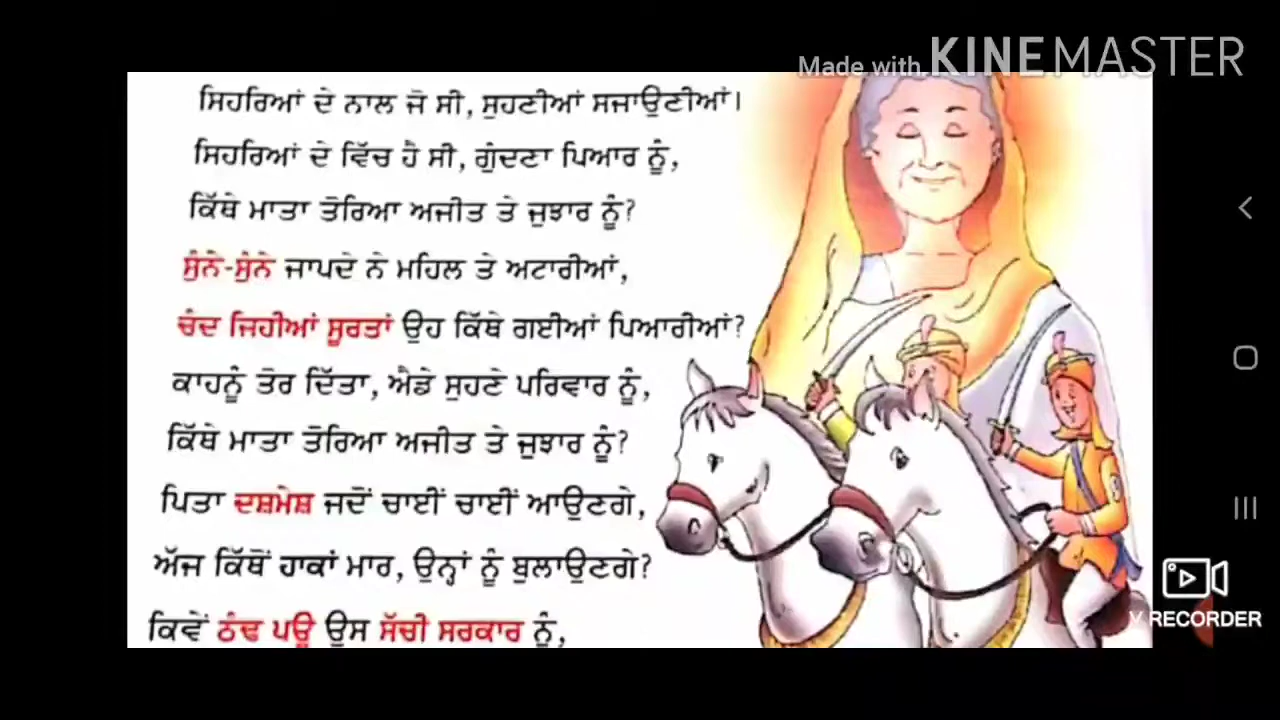 Made with KINEMASTER
ਸਿਹਰਿਆਂ ਦੇ ਨਾਲ ਜੋ ਸੀ, ਸੁਹਣੀਆਂ ਸਜਾਉਣੀਆਂ।
ਸਿਹਰਿਆਂ ਦੇ ਵਿੱਚ ਹੈ ਸੀ, ਗੁੰਦਣਾ ਪਿਆਰ ਨੂੰ,
ਕਿੱਥੇ ਮਾਤਾ ਤੋਰਿਆ ਅਜੀਤ ਤੇ ਜੁਝਾਰ ਨੂੰ?
ਸੁੰਨੇ-ਸੁੰਨੇ ਜਾਪਦੇ ਨੇ ਮਹਿਲ ਤੇ ਅਟਾਰੀਆਂ,
ਚੰਦ ਜਿਹੀਆਂ ਸੂਰਤਾਂ ਉਹ ਕਿੱਥੇ ਗਈਆਂ ਪਿਆਰੀਆਂ?
ਕਾਹਨੂੰ ਤੋਰ ਦਿੱਤਾ, ਐਡੇ ਸੁਹਣੇ ਪਰਿਵਾਰ ਨੂੰ,
ਕਿੱਥੇ ਮਾਤਾ ਤੋਰਿਆ ਅਜੀਤ ਤੇ ਜੁਝਾਰ ਨੂੰ?
ਪਿਤਾ ਦਸ਼ਮੇਸ਼ ਜਦੋਂ ਚਾਈਂ ਚਾਈਂ ਆਉਣਗੇ,
ਅੱਜ ਕਿੱਥੋਂ ਹਾਕਾਂ ਮਾਰ, ਉਨ੍ਹਾਂ ਨੂੰ ਬੁਲਾਉਣਗੇ?
ਕਿਵੇਂ ਠੰਢ ਪਊ ਉਸ ਸੱਚੀ ਸਰਕਾਰ ਨੂੰ,
V RECORDER